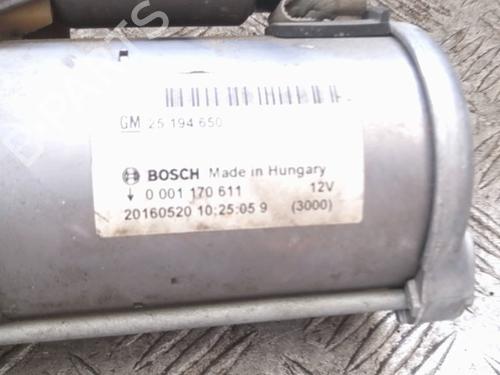 GM 25 194 650
BOSCH Made in Hungary
0 001 170 611 12V
20160520 10:25:05 9 (3000)